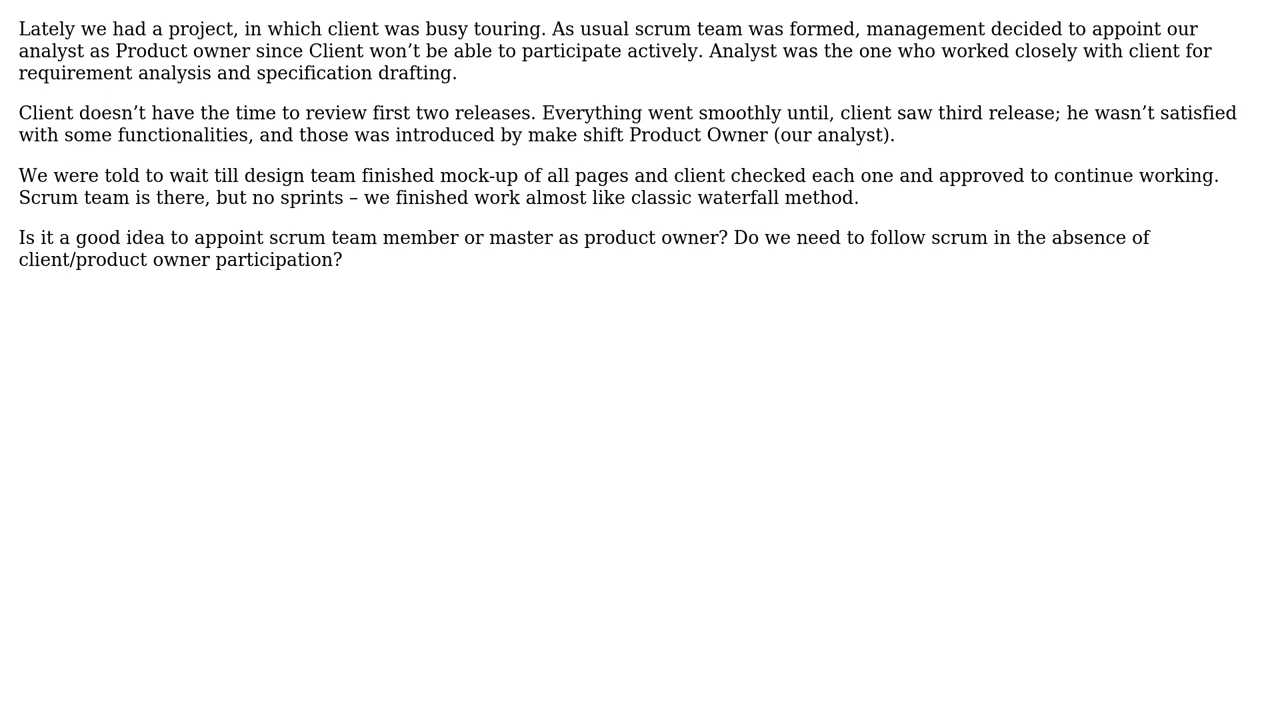 Lately we had a project, in which client was busy touring. As usual scrum team was formed, management decided to appoint our
analyst as Product owner since Client won’t be able to participate actively. Analyst was the one who worked closely with client for
requirement analysis and specification drafting.
Client doesn’t have the time to review first two releases. Everything went smoothly until, client saw third release; he wasn’t satisfied
with some functionalities, and those was introduced by make shift Product Owner (our analyst).
We were told to wait till design team finished mock-up of all pages and client checked each one and approved to continue working.
Scrum team is there, but no sprints – we finished work almost like classic waterfall method.
Is it a good idea to appoint scrum team member or master as product owner? Do we need to follow scrum in the absence of
client/product owner participation?